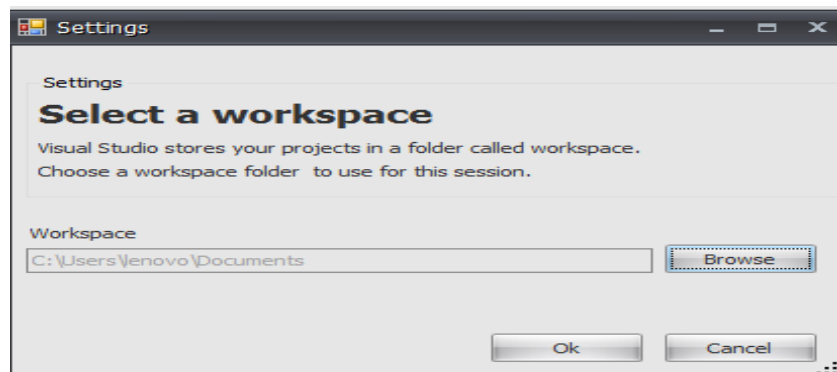 Settings
Settings
Select a workspace
Visual Studio stores your projects in a folder called workspace.
Choose a workspace folder  to use for this session.
Workspace
C:\Users\lenovo\Documents
Browse
Ok
Cancel